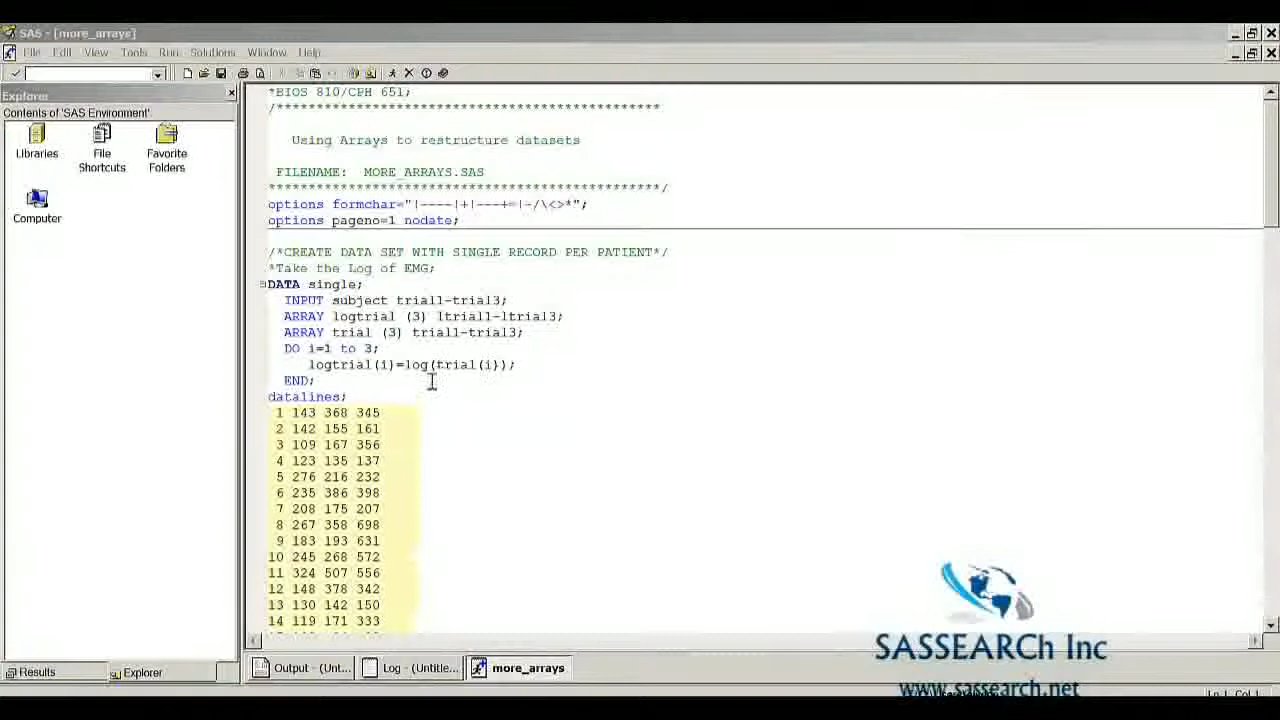 SAS - [more_arrays]
File Edit View Tools Run Solutions Window Help
Explorer
Contents of 'SAS Environment'
Libraries
File Shortcuts
Favorite Folders
Computer
*BIOS 810/CPH 651;
/************************************************
Using Arrays to restructure datasets
FILENAME: MORE_ARRAYS.SAS
************************************************/
options formchar="|----|+|---+=|-/\<>*";
options pageno=1 nodate;
/*CREATE DATA SET WITH SINGLE RECORD PER PATIENT*/
*Take the Log of EMG;
DATA single;
INPUT subject trial1-trial3;
ARRAY logtrial (3) ltrial1-ltrial3;
ARRAY trial (3) trial1-trial3;
DO i=1 to 3;
logtrial(i)=log(trial(i));
END;
datalines;
1 143 368 345
2 142 155 161
3 109 167 356
4 123 135 137
5 276 216 232
6 235 386 398
7 208 175 207
8 267 358 698
9 183 193 631
10 245 268 572
11 324 507 556
12 148 378 342
13 130 142 150
14 119 171 333
SASSEARCh Inc
www.sassearch.net
Results
Explorer
Output - (Unt...
Log - (Untitle...
more_arrays
Ln 1, Col 1